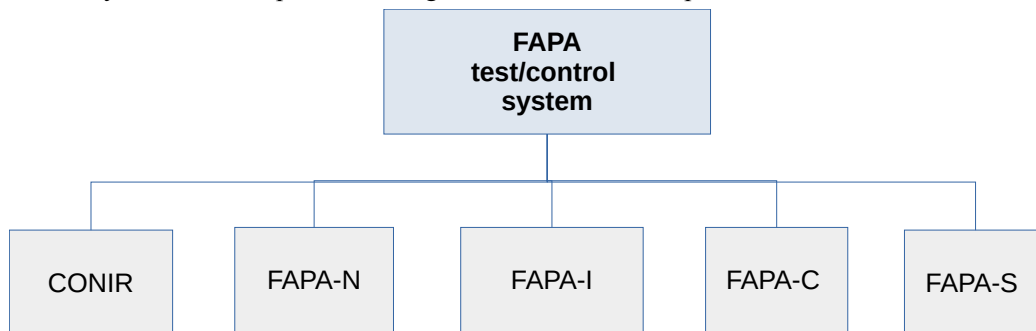 FAPA
test/control
system
CONIR
FAPA-N
FAPA-I
FAPA-C
FAPA-S